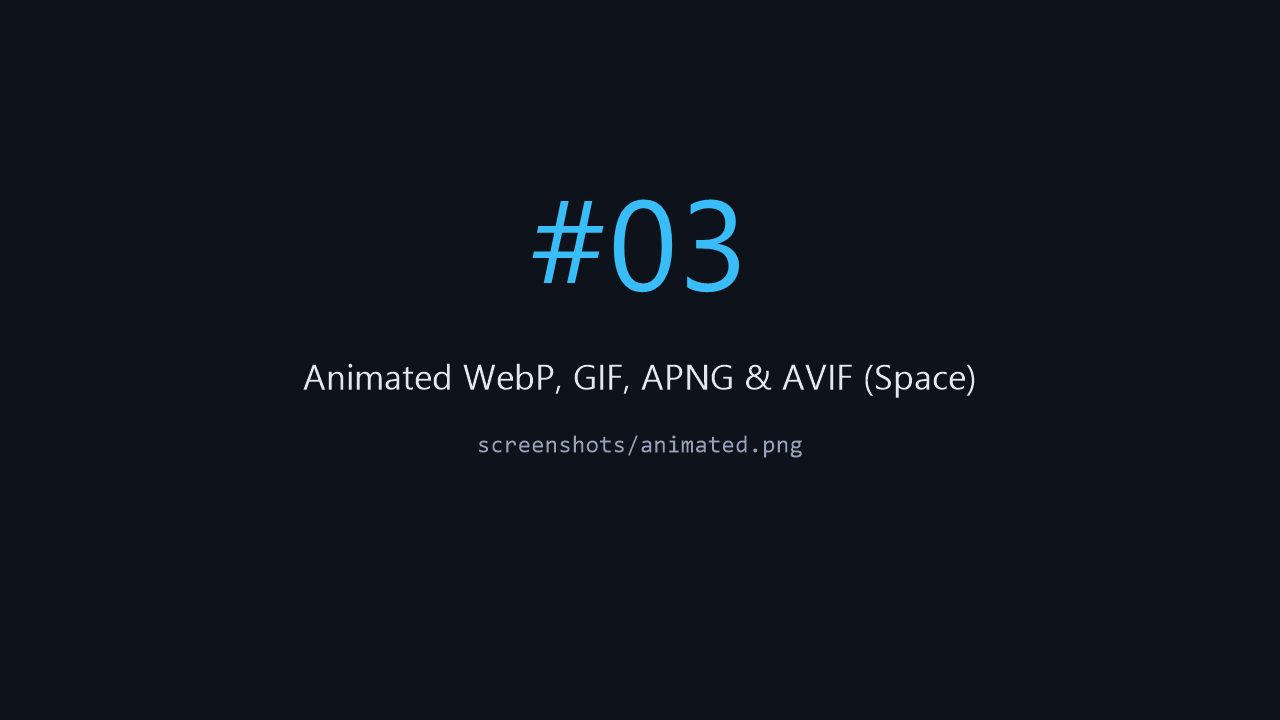 #03
Animated WebP, GIF, APNG & AVIF (Space)
screenshots/animated.png